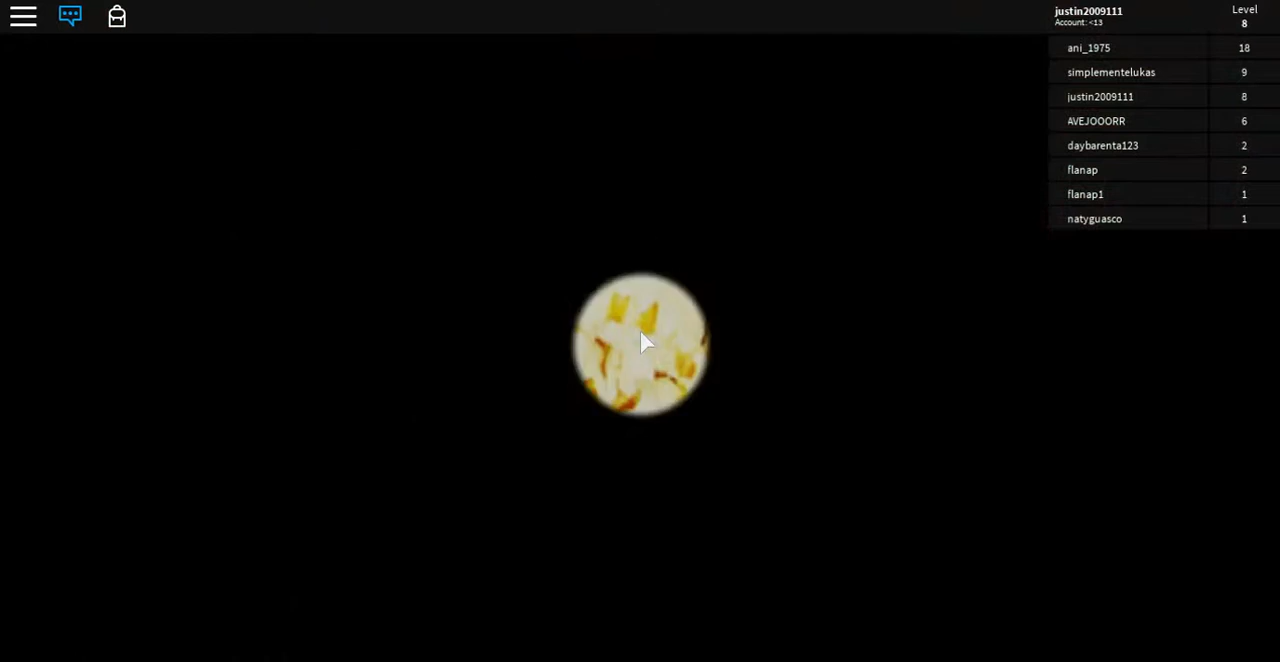 justin2009111 Level
Account: <13 8
ani_1975 18
simplementelukas 9
justin2009111 8
AVEJOOORR 6
daybarenta123 2
flanap 2
flanap1 1
natyguasco 1